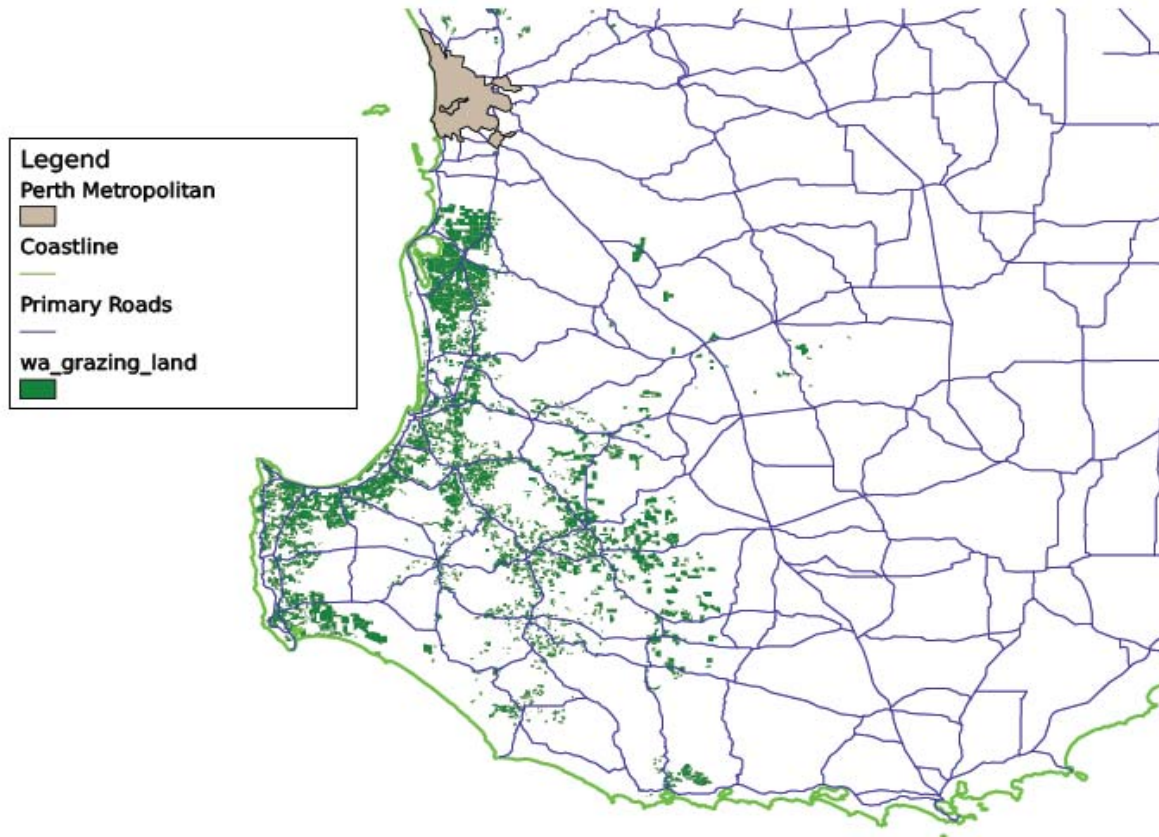 Legend
Perth Metropolitan
Coastline
Primary Roads
wa_grazing_land